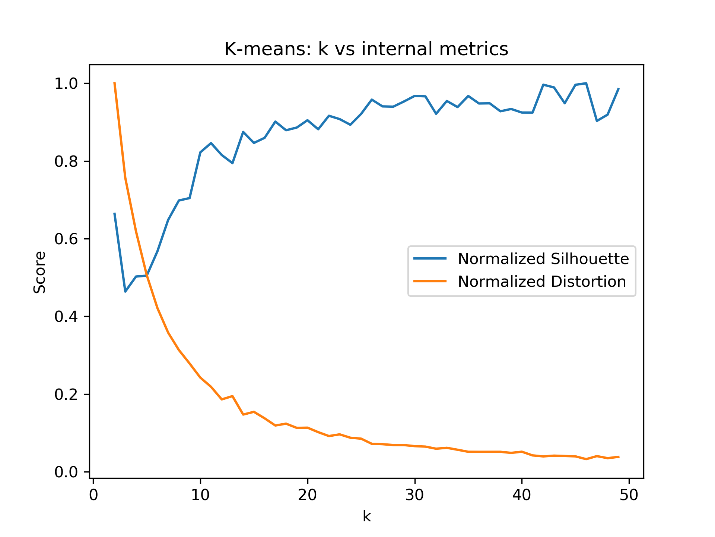 K-means: k vs internal metrics
1.0
0.8
0.6
0.4
0.2
0.0
Score
Normalized Silhouette
Normalized Distortion
0 10 20 30 40 50
k